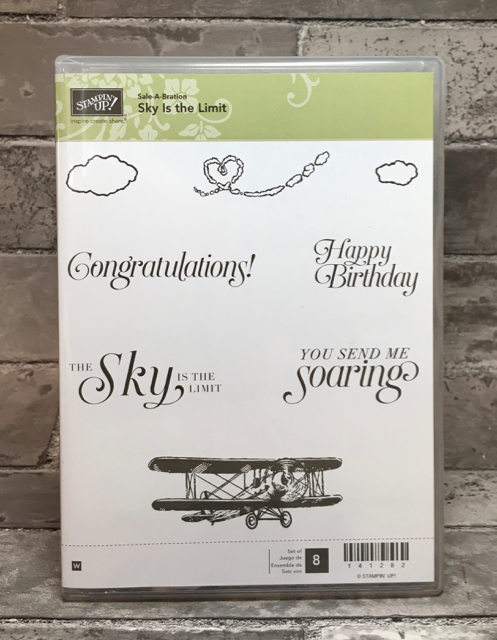 STAMPIN' UP!
inspire.create.share.
Sale-A-Bration
Sky Is the Limit
Congratulations!
Happy
Birthday
THE Sky IS THE
LIMIT
YOU SEND ME
soaring
W
Set of
Juego de
Ensemble de
Satz von
8
141282
© STAMPIN' UP!